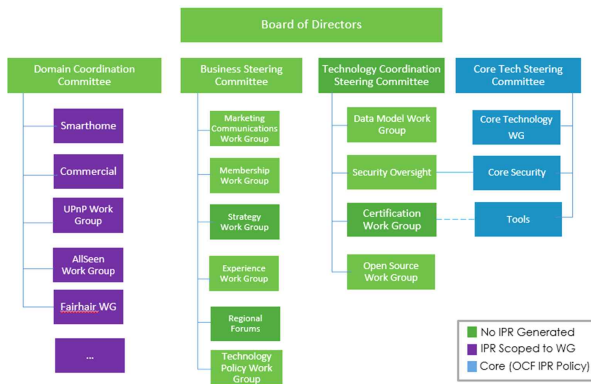 Board of Directors
Domain Coordination
Committee
Business Steering
Committee
Technology Coordination
Steering Committee
Core Tech Steering
Committee
Smarthome
Commercial
UPnP Work
Group
AllSeen
Work Group
Fairhair WG
...
Marketing
Communications
Work Group
Membership
Work Group
Strategy
Work Group
Experience
Work Group
Regional
Forums
Technology
Policy Work
Group
Data Model Work
Group
Security Oversight
Certification
Work Group
Open Source
Work Group
Core Technology
WG
Core Security
Tools
No IPR Generated
IPR Scoped to WG
Core (OCF IPR Policy)